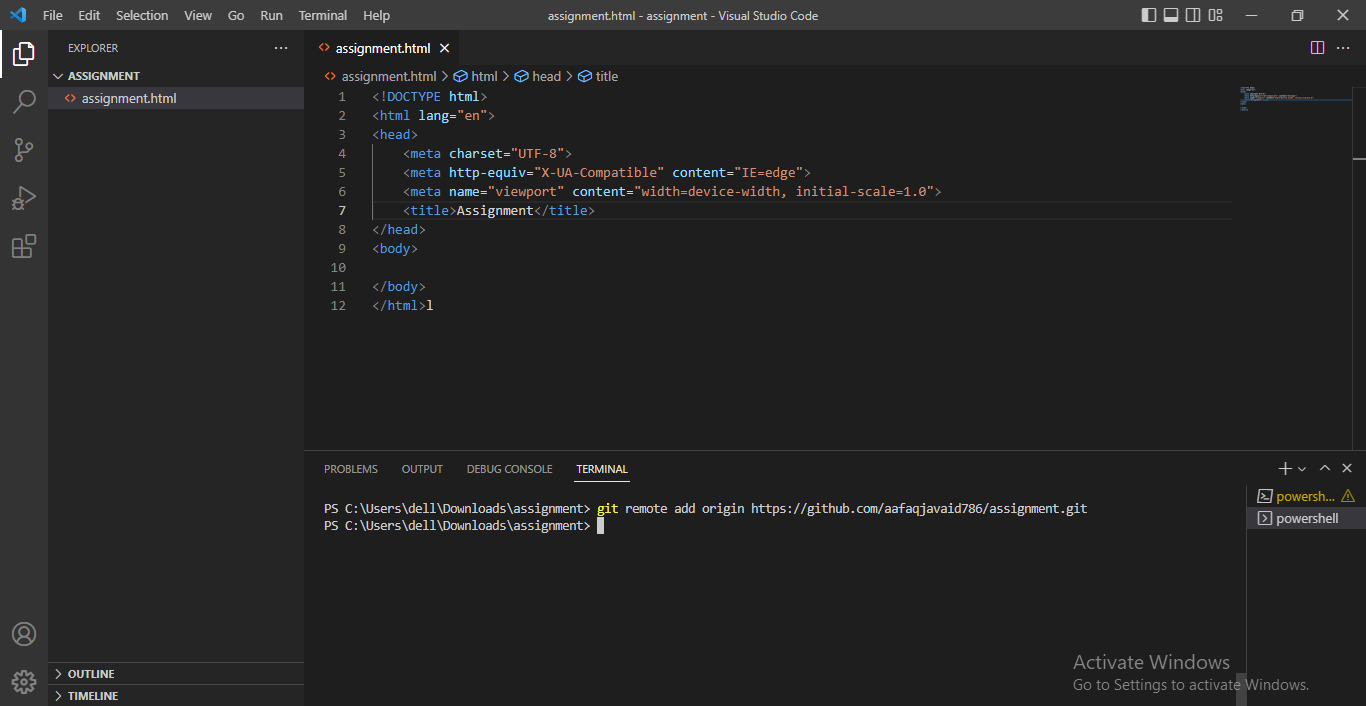 File Edit Selection View Go Run Terminal Help
assignment.html - assignment - Visual Studio Code
EXPLORER
ASSIGNMENT
assignment.html
OUTLINE
TIMELINE
assignment.html
assignment.html > html > head > title
1 <!DOCTYPE html>
2 <html lang="en">
3 <head>
4 <meta charset="UTF-8">
5 <meta http-equiv="X-UA-Compatible" content="IE=edge">
6 <meta name="viewport" content="width=device-width, initial-scale=1.0">
7 <title>Assignment</title>
8 </head>
9 <body>
10
11 </body>
12 </html>l
PROBLEMS OUTPUT DEBUG CONSOLE TERMINAL
PS C:\Users\dell\Downloads\assignment> git remote add origin https://github.com/aafaqjavaid786/assignment.git
PS C:\Users\dell\Downloads\assignment>
powersh...
powershell
Activate Windows
Go to Settings to activate Windows.